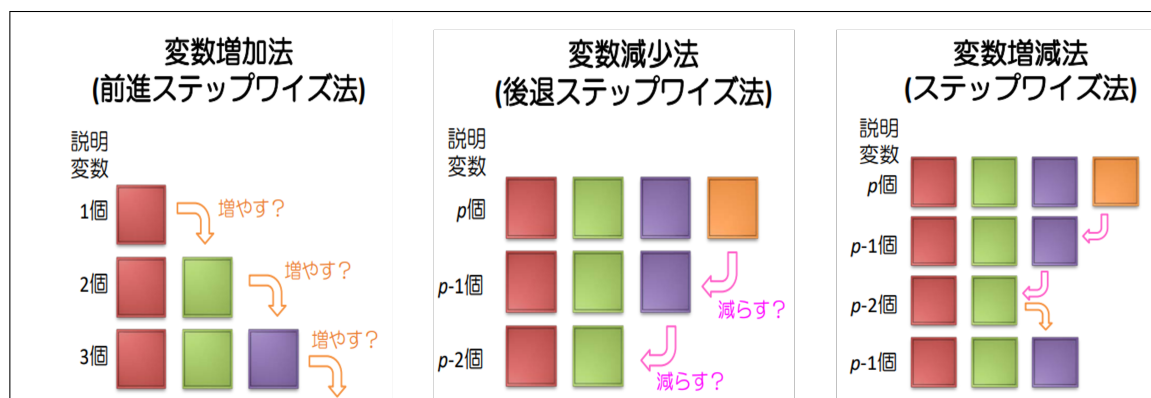 変数増加法
(前進ステップワイズ法)
説明
変数
1個
増やす?
2個
増やす?
3個
増やす?
変数減少法
(後退ステップワイズ法)
説明
変数
p個
p-1個
減らす?
p-2個
減らす?
変数増減法
(ステップワイズ法)
説明
変数
p個
p-1個
p-2個
p-1個